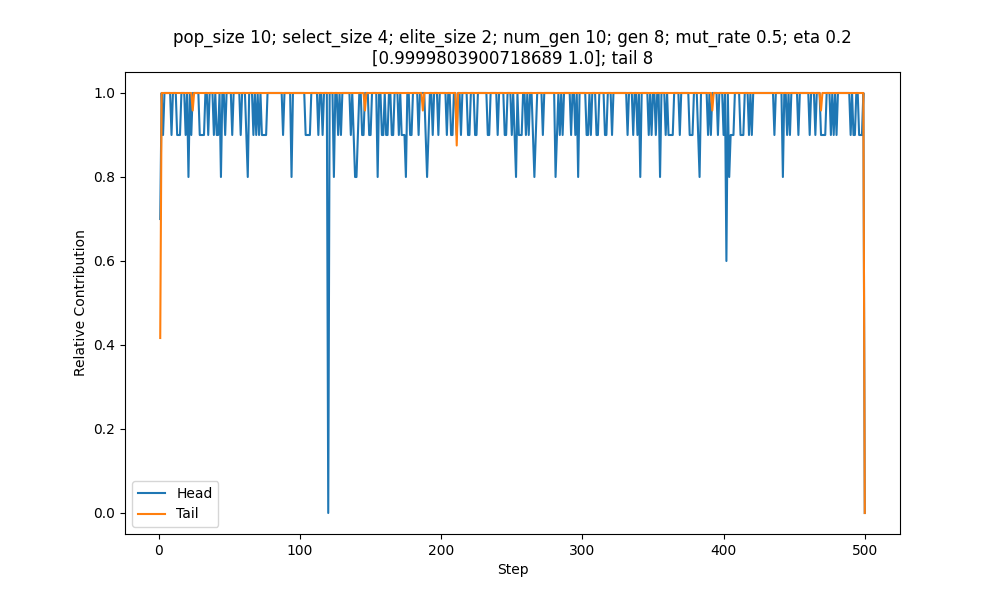 pop_size 10; select_size 4; elite_size 2; num_gen 10; gen 8; mut_rate 0.5; eta 0.2
[0.9999803900718689 1.0]; tail 8
1.0
0.8
0.6
0.4
0.2
0.0
Relative Contribution
Head
Tail
0
100
200
300
400
500
Step